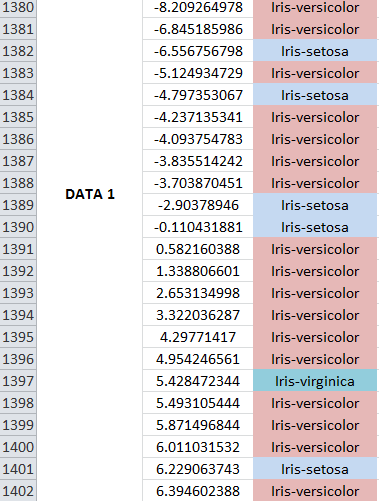 1380 -8.209264978 Iris-versicolor
1381 -6.845185986 Iris-versicolor
1382 -6.556756798 Iris-setosa
1383 -5.124934729 Iris-versicolor
1384 -4.797353067 Iris-setosa
1385 -4.237135341 Iris-versicolor
1386 -4.093754783 Iris-versicolor
1387 -3.835514242 Iris-versicolor
1388 -3.703870451 Iris-versicolor
DATA 1
1389 -2.90378946 Iris-setosa
1390 -0.110431881 Iris-setosa
1391 0.582160388 Iris-versicolor
1392 1.338806601 Iris-versicolor
1393 2.653134998 Iris-versicolor
1394 3.322036287 Iris-versicolor
1395 4.29771417 Iris-versicolor
1396 4.954246561 Iris-versicolor
1397 5.428472344 Iris-virginica
1398 5.493105444 Iris-versicolor
1399 5.871496844 Iris-versicolor
1400 6.011031532 Iris-versicolor
1401 6.229063743 Iris-setosa
1402 6.394602388 Iris-versicolor